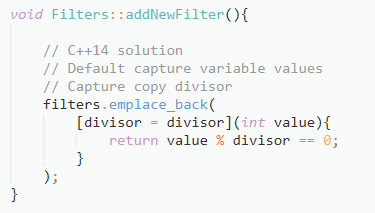 void Filters::addNewFilter(){
// C++14 solution
// Default capture variable values
// Capture copy divisor
filters.emplace_back(
[divisor = divisor](int value){
return value % divisor == 0;
}
);
}